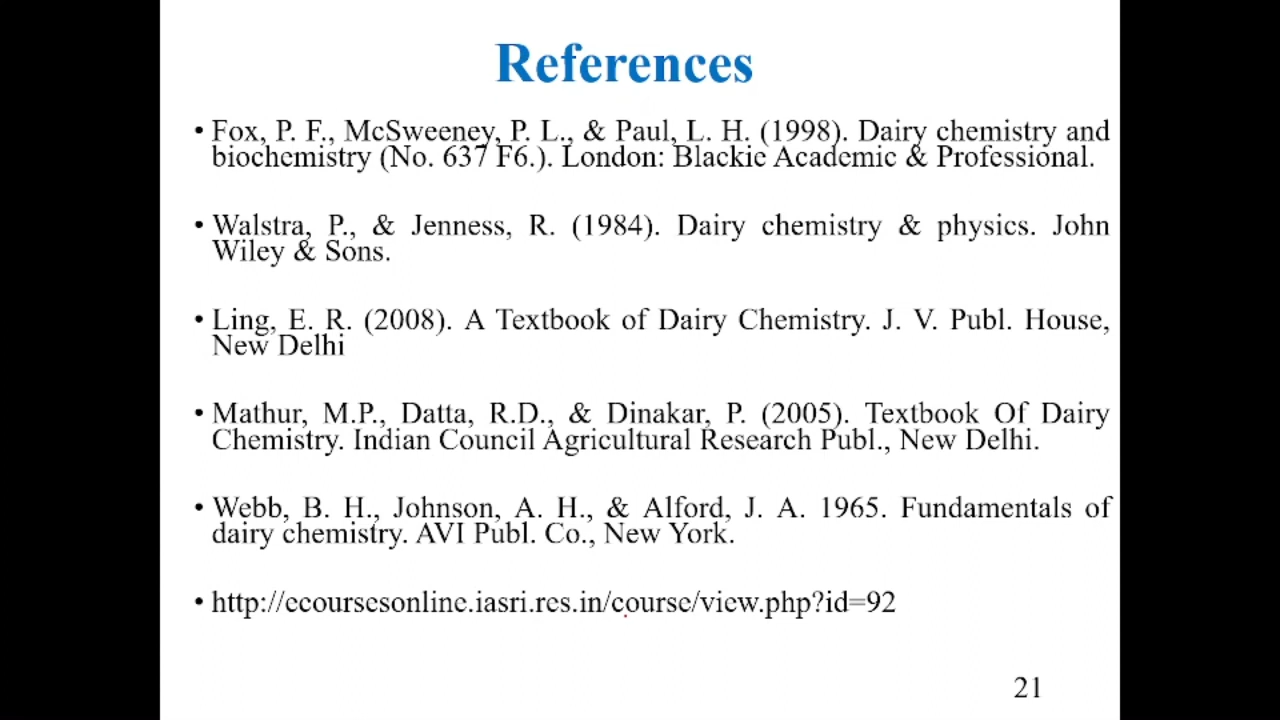 References
• Fox, P. F., McSweeney, P. L., & Paul, L. H. (1998). Dairy chemistry and
biochemistry (No. 637 F6.). London: Blackie Academic & Professional.
• Walstra, P., & Jenness, R. (1984). Dairy chemistry & physics. John
Wiley & Sons.
• Ling, E. R. (2008). A Textbook of Dairy Chemistry. J. V. Publ. House,
New Delhi
• Mathur, M.P., Datta, R.D., & Dinakar, P. (2005). Textbook Of Dairy
Chemistry. Indian Council Agricultural Research Publ., New Delhi.
• Webb, B. H., Johnson, A. H., & Alford, J. A. 1965. Fundamentals of
dairy chemistry. AVI Publ. Co., New York.
• http://ecoursesonline.iasri.res.in/course/view.php?id=92
21